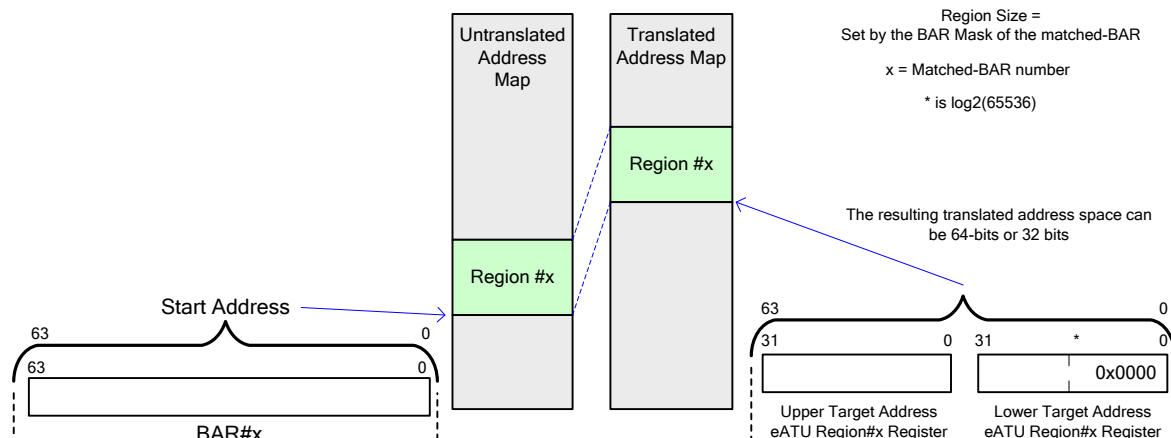 Untranslated
Address
Map
Translated
Address Map
Region Size =
Set by the BAR Mask of the matched-BAR
x = Matched-BAR number
* is log2(65536)
Region #x
The resulting translated address space can
be 64-bits or 32 bits
Region #x
Start Address
63 0
63 0
BAR#x
63 0
31 0 31 * 0
0x0000
Upper Target Address
eATU Region#x Register
Lower Target Address
eATU Region#x Register